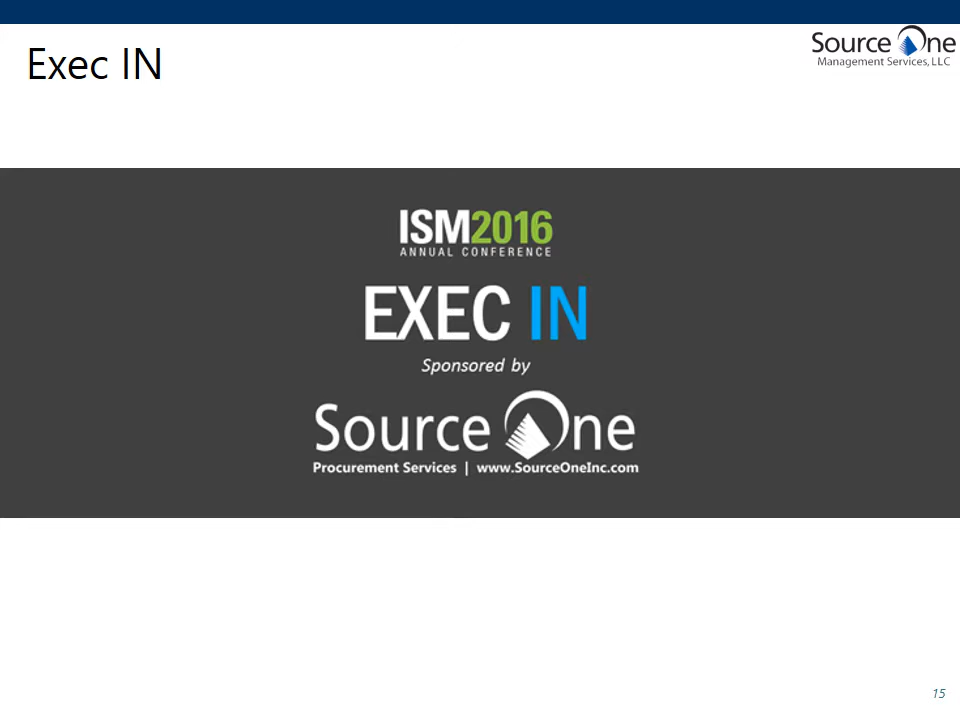 Exec IN
Source One
Management Services, LLC
ISM2016
ANNUAL CONFERENCE
EXEC IN
Sponsored by
Source One
Procurement Services | www.SourceOneInc.com
15